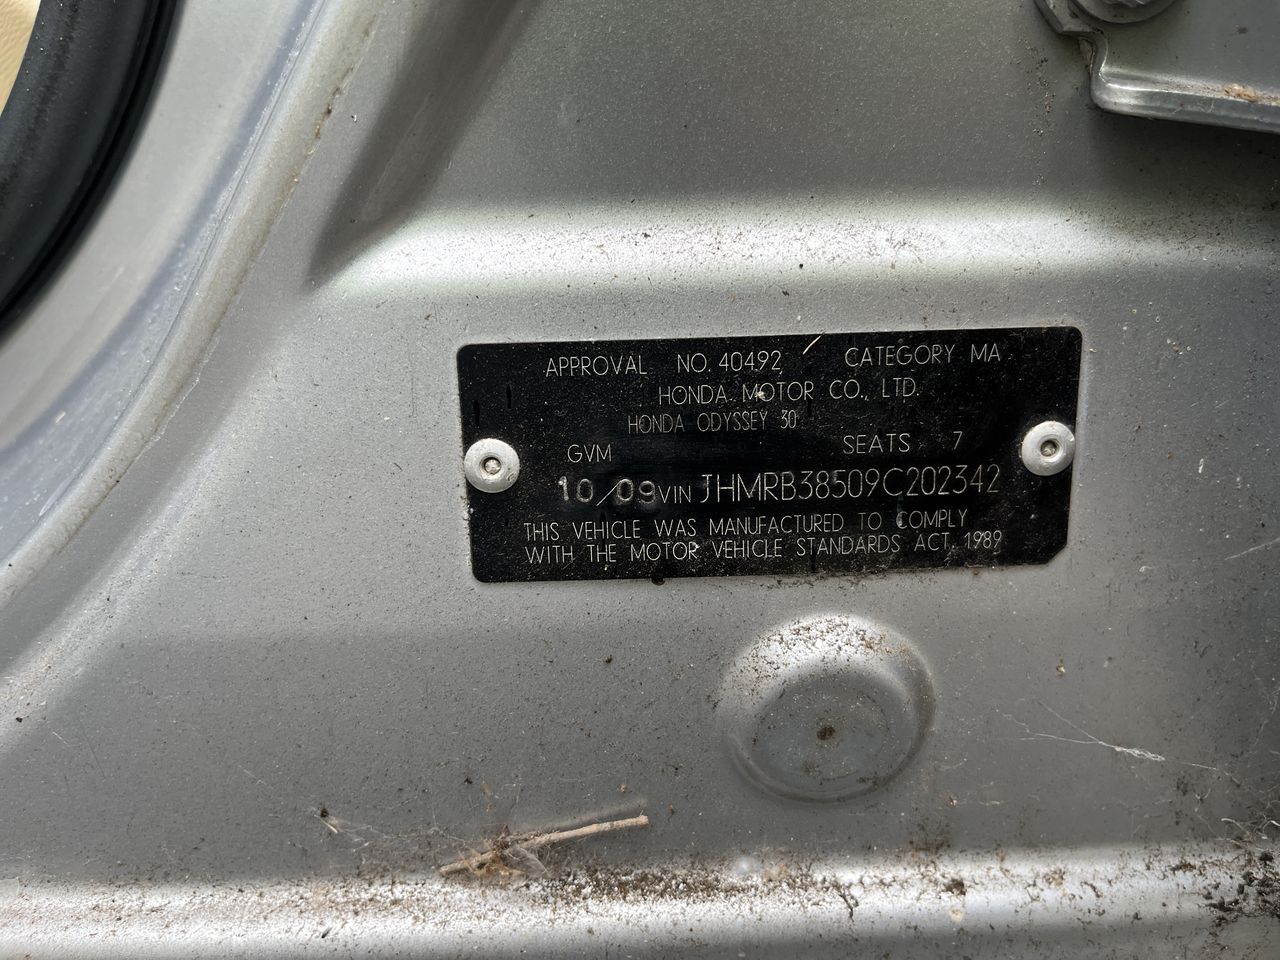 APPROVAL NO. 40492 CATEGORY MA
HONDA MOTOR CO., LTD.
HONDA ODYSSEY 30
GVM SEATS 7
10/09 VIN JHMRB38509C202342
THIS VEHICLE WAS MANUFACTURED TO COMPLY
WITH THE MOTOR VEHICLE STANDARDS ACT 1989